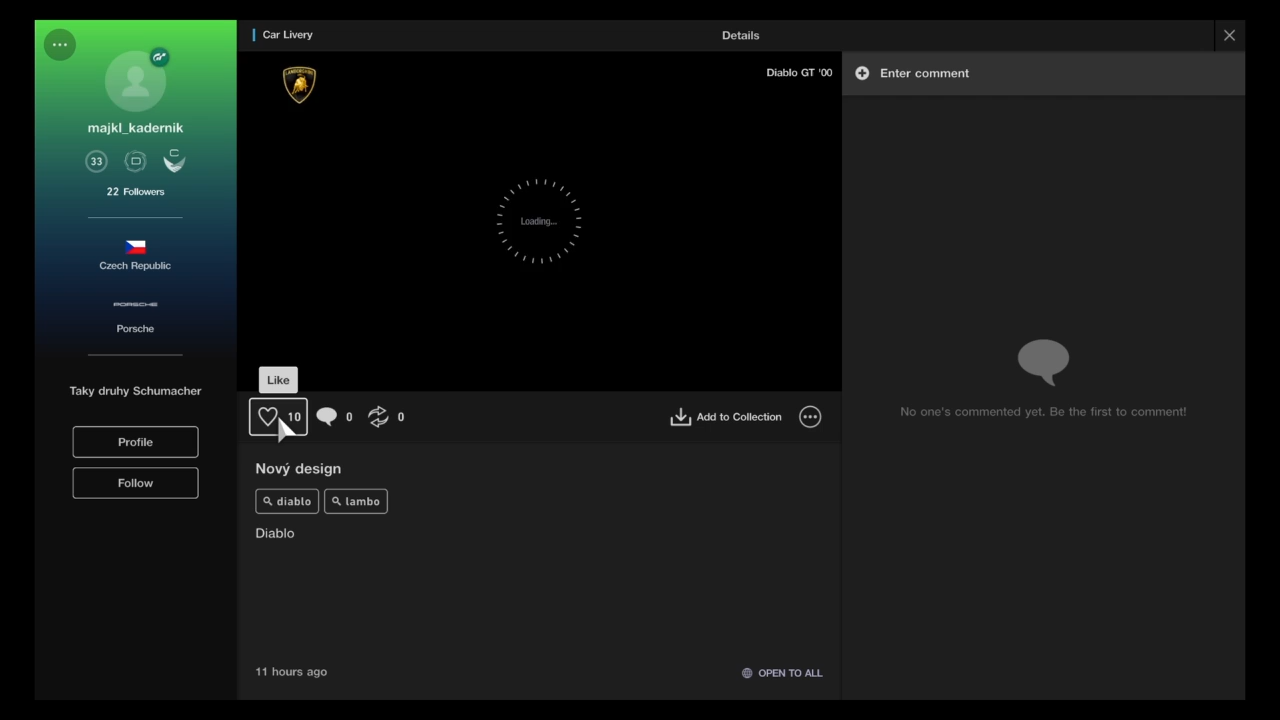 majkl_kadernik
33
D
C
22 Followers
Czech Republic
PORSCHE
Porsche
Taky druhy Schumacher
Profile
Follow
Car Livery
Details
LAMBORGHINI
Diablo GT '00
Loading...
Like
10
0
0
Add to Collection
Nový design
diablo
lambo
Diablo
11 hours ago
OPEN TO ALL
Enter comment
No one's commented yet. Be the first to comment!